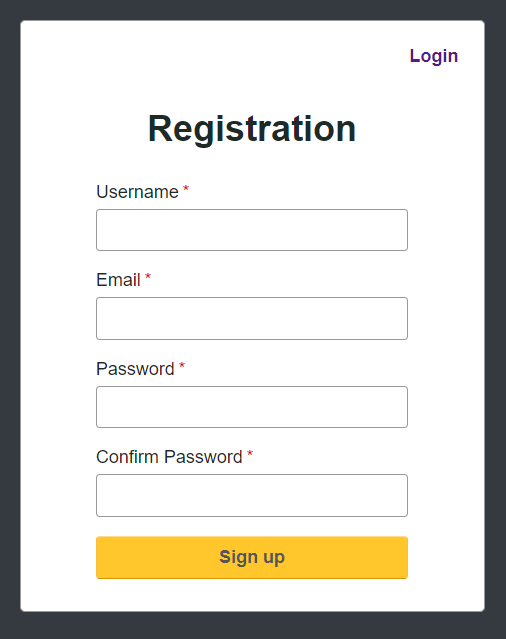 Login
Registration
Username *
Email *
Password *
Confirm Password *
Sign up